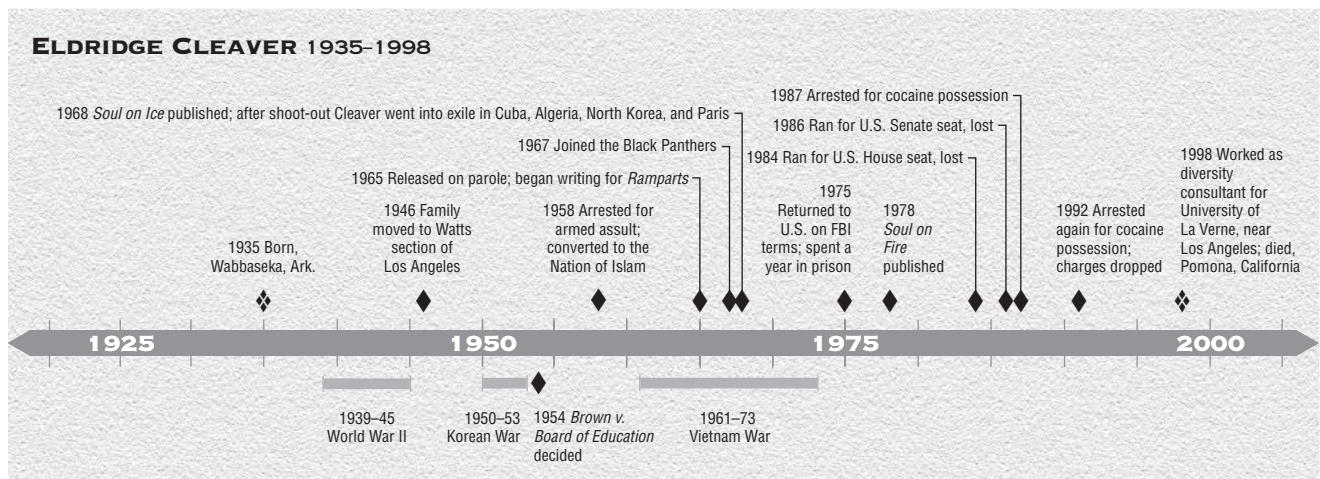 ELDRIDGE CLEAVER 1935–1998
1987 Arrested for cocaine possession
1968 Soul on Ice published; after shoot-out Cleaver went into exile in Cuba, Algeria, North Korea, and Paris
1986 Ran for U.S. Senate seat, lost
1967 Joined the Black Panthers
1984 Ran for U.S. House seat, lost
1965 Released on parole; began writing for Ramparts
1935 Born,
Wabbaseka, Ark.
1946 Family
moved to Watts
section of
Los Angeles
1958 Arrested for
armed assult;
converted to the
Nation of Islam
1975
Returned to
U.S. on FBI
terms; spent a
year in prison
1978
Soul on
Fire
published
1992 Arrested
again for cocaine
possession;
charges dropped
1998 Worked as
diversity
consultant for
University of
La Verne, near
Los Angeles; died,
Pomona, California
1925
1950
1975
2000
1939–45
World War II
1950–53
Korean War
1954 Brown v.
Board of Education
decided
1961–73
Vietnam War